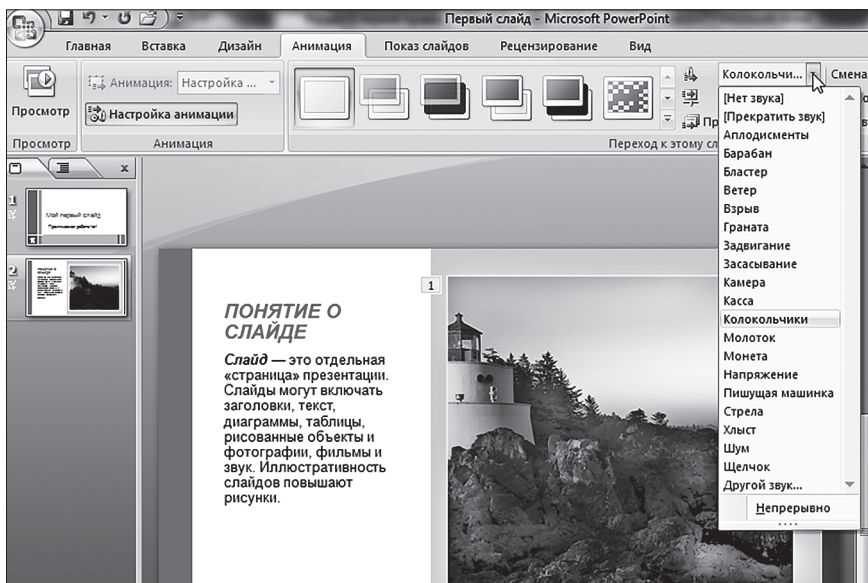 Первый слайд - Microsoft PowerPoint
Главная Вставка Дизайн Анимация Показ слайдов Рецензирование Вид
Просмотр
Анимация: Настройка ...
Настройка анимации
Колокольчи... Смена
Пр
Просмотр Анимация Переход к этому сл
[Нет звука]
[Прекратить звук]
Аплодисменты
Барабан
Бластер
Ветер
Взрыв
Граната
Задвигание
Засасывание
Камера
Касса
Колокольчики
Молоток
Монета
Напряжение
Пишущая машинка
Стрела
Хлыст
Шум
Щелчок
Другой звук...
Непрерывно
1
Мой первый слайд
2
1
ПОНЯТИЕ О
СЛАЙДЕ
Слайд — это отдельная
«страница» презентации.
Слайды могут включать
заголовки, текст,
диаграммы, таблицы,
рисованные объекты и
фотографии, фильмы и
звук. Иллюстративность
слайдов повышают
рисунки.